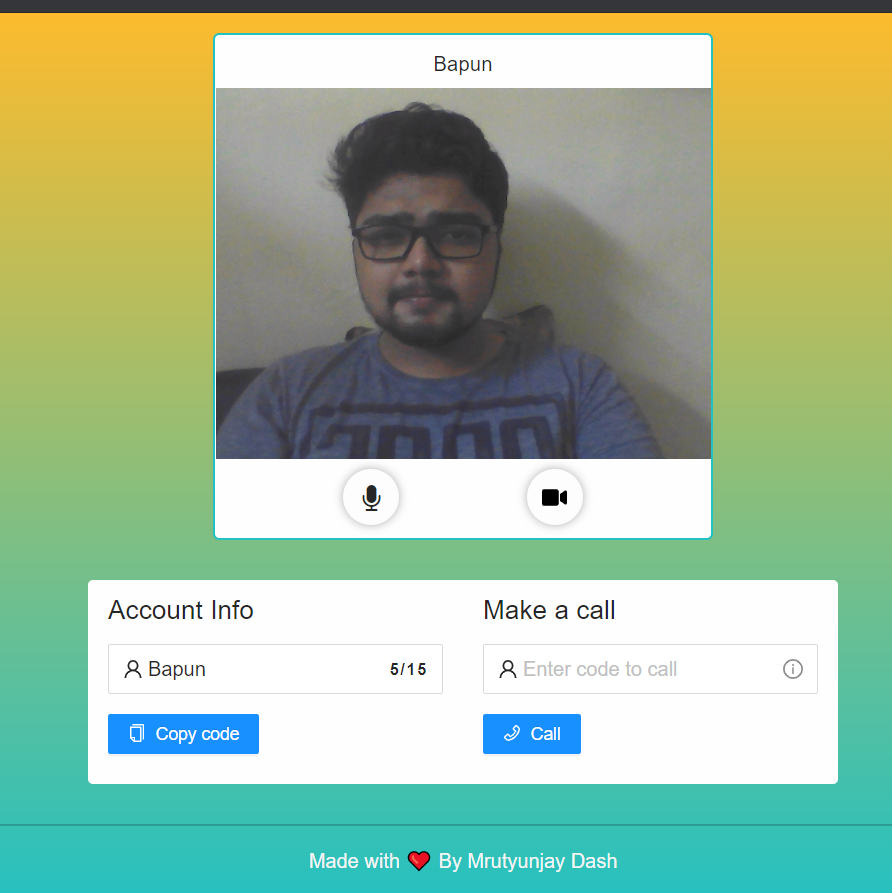 Bapun
Account Info
Bapun 5/15
Copy code
Make a call
Enter code to call
Call
Made with ❤️ By Mrutyunjay Dash